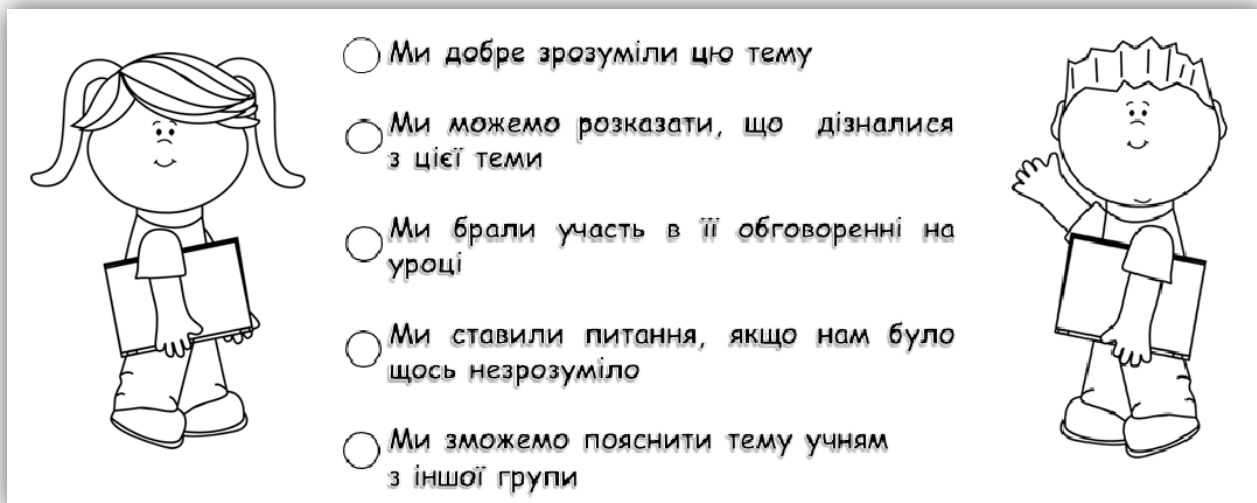 Ми добре зрозуміли цю тему
Ми можемо розказати, що дізналися
з цієї теми
Ми брали участь в її обговоренні на
уроці
Ми ставили питання, якщо нам було
щось незрозуміло
Ми зможемо пояснити тему учням
з іншої групи